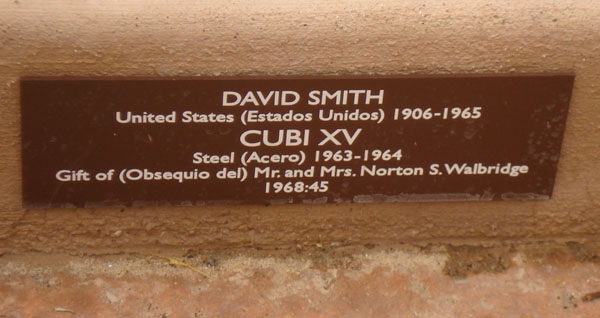 DAVID SMITH
United States (Estados Unidos) 1906-1965
CUBI XV
Steel (Acero) 1963-1964
Gift of (Obsequio del) Mr. and Mrs. Norton S. Walbridge
1968:45